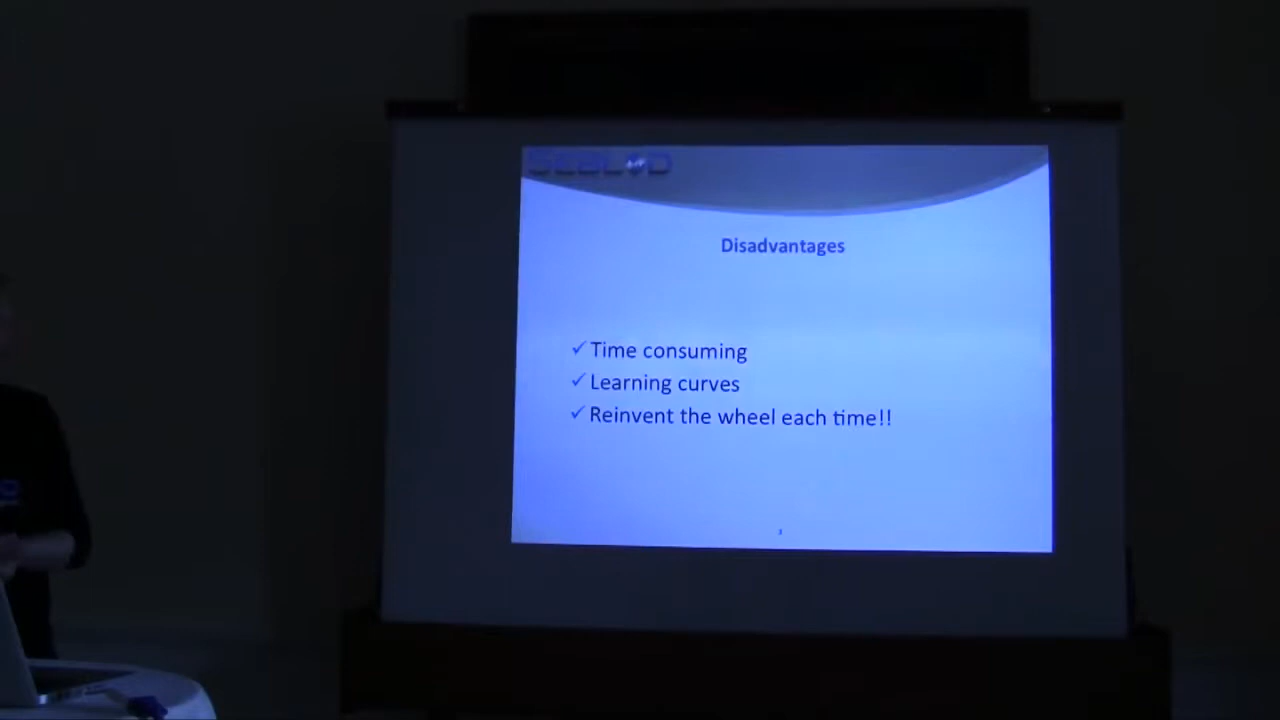 Disadvantages
✓ Time consuming
✓ Learning curves
✓ Reinvent the wheel each time!!